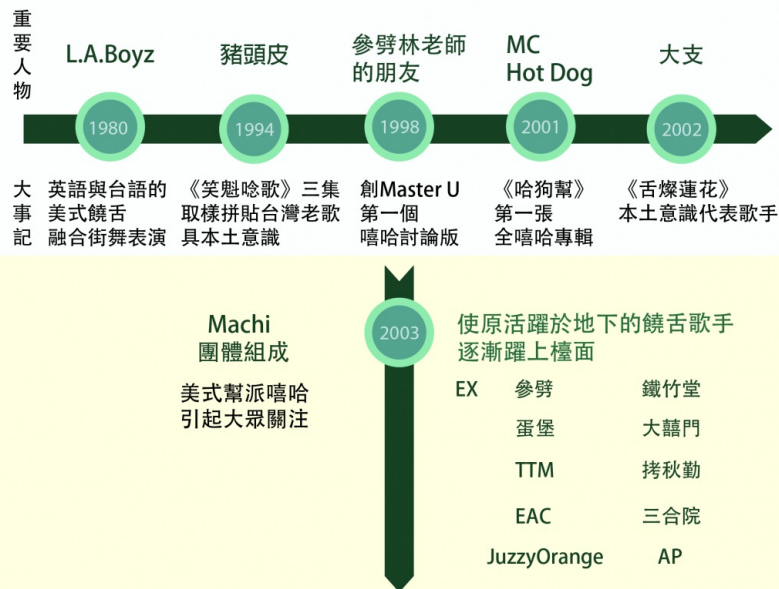 重要人物
L.A.Boyz
豬頭皮
參劈林老師
的朋友
MC
Hot Dog
大支
1980
1994
1998
2001
2002
大事記
英語與台語的
美式饒舌
融合街舞表演
《笑魁唸歌》三集
取樣拼貼台灣老歌
具本土意識
創Master U
第一個
嘻哈討論版
《哈狗幫》
第一張
全嘻哈專輯
《舌燦蓮花》
本土意識代表歌手
2003
Machi
團體組成
美式幫派嘻哈
引起大眾關注
使原活躍於地下的饒舌歌手
逐漸躍上檯面
EX 參劈 鐵竹堂
蛋堡 大囍門
TTM 拷秋勤
EAC 三合院
JuzzyOrange AP